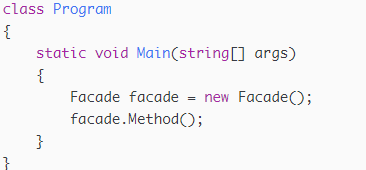 class Program
{
    static void Main(string[] args)
    {
        Facade facade = new Facade();
        facade.Method();
    }
}